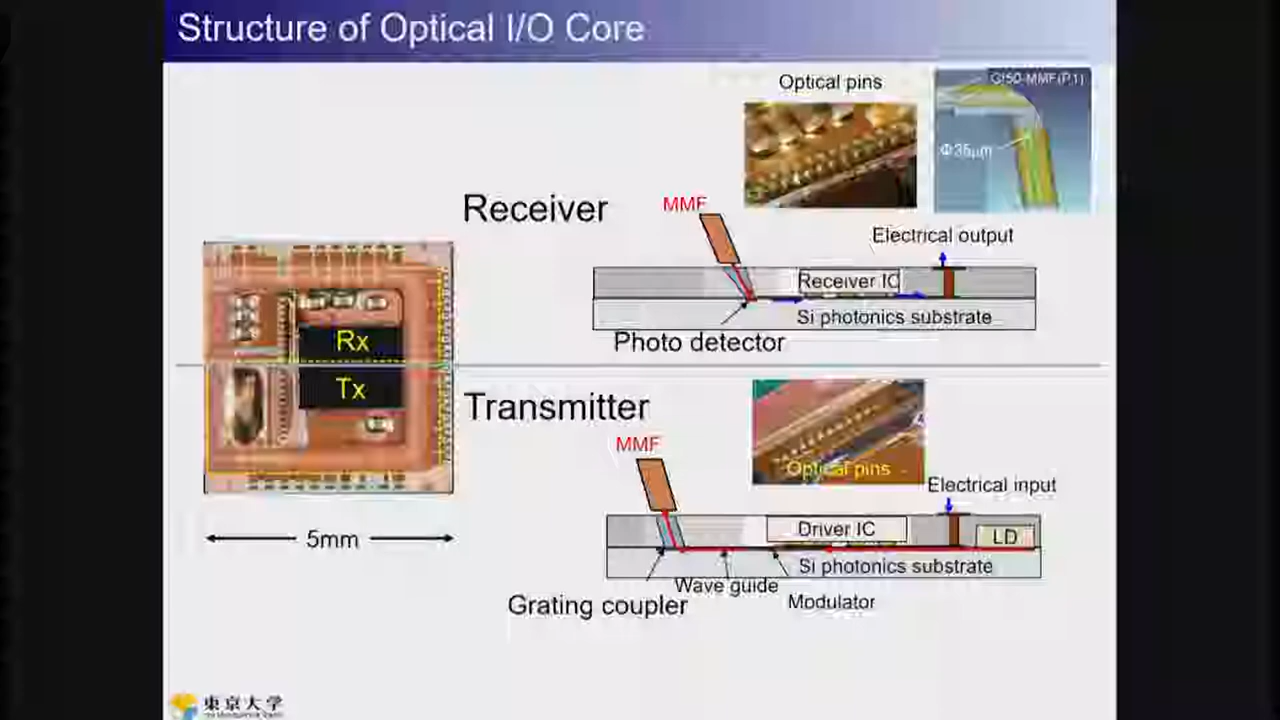 Structure of Optical I/O Core
Optical pins
GI50-MMF(P.1)
Φ35μm
Receiver
MMF
Electrical output
Receiver IC
Si photonics substrate
Photo detector
Rx
Tx
Transmitter
MMF
Optical pins
Electrical input
Driver IC
LD
Si photonics substrate
Wave guide
Grating coupler
Modulator
5mm
東京大学